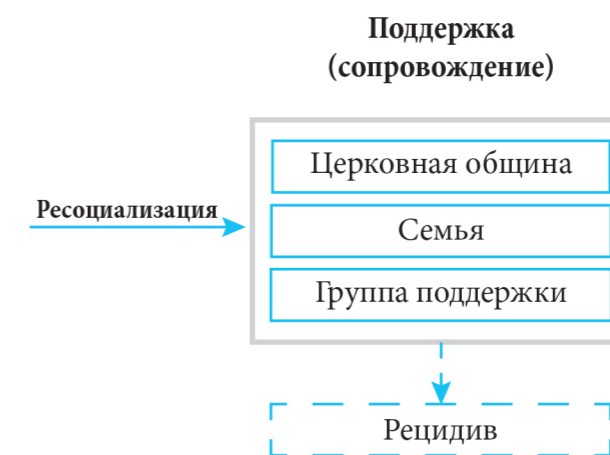 Поддержка
(сопровождение)
Церковная община
Ресоциализация
Семья
Группа поддержки
Рецидив